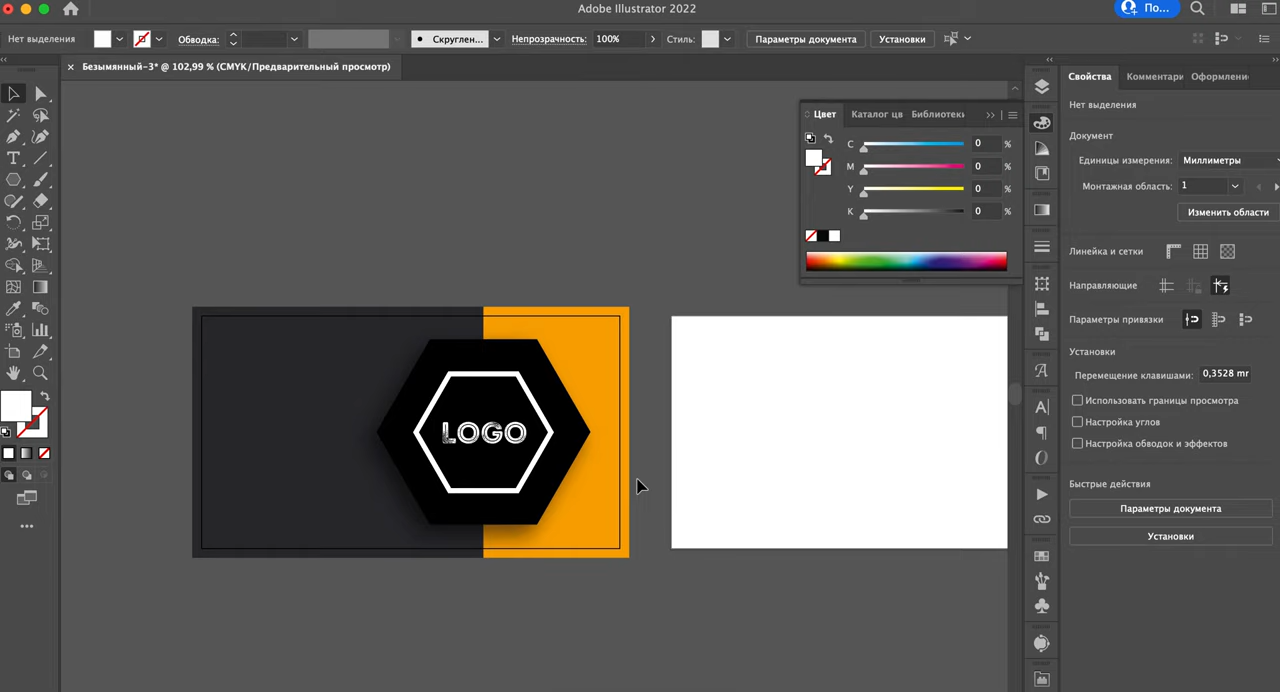 Adobe Illustrator 2022
По...
Нет выделения
Обводка:
Скруглен...
Непрозрачность:
100%
Стиль:
Параметры документа
Установки
× Безымянный-3* @ 102,99 % (CMYK/Предварительный просмотр)
Цвет
Каталог цв
Библиотеки
C 0 %
M 0 %
Y 0 %
K 0 %
LOGO
Свойства
Комментари
Оформлени
Нет выделения
Документ
Единицы измерения: Миллиметры
Монтажная область: 1
Изменить области
Линейка и сетки
Направляющие
Параметры привязки
Установки
Перемещение клавишами: 0,3528 mm
Использовать границы просмотра
Настройка углов
Настройка обводок и эффектов
Быстрые действия
Параметры документа
Установки